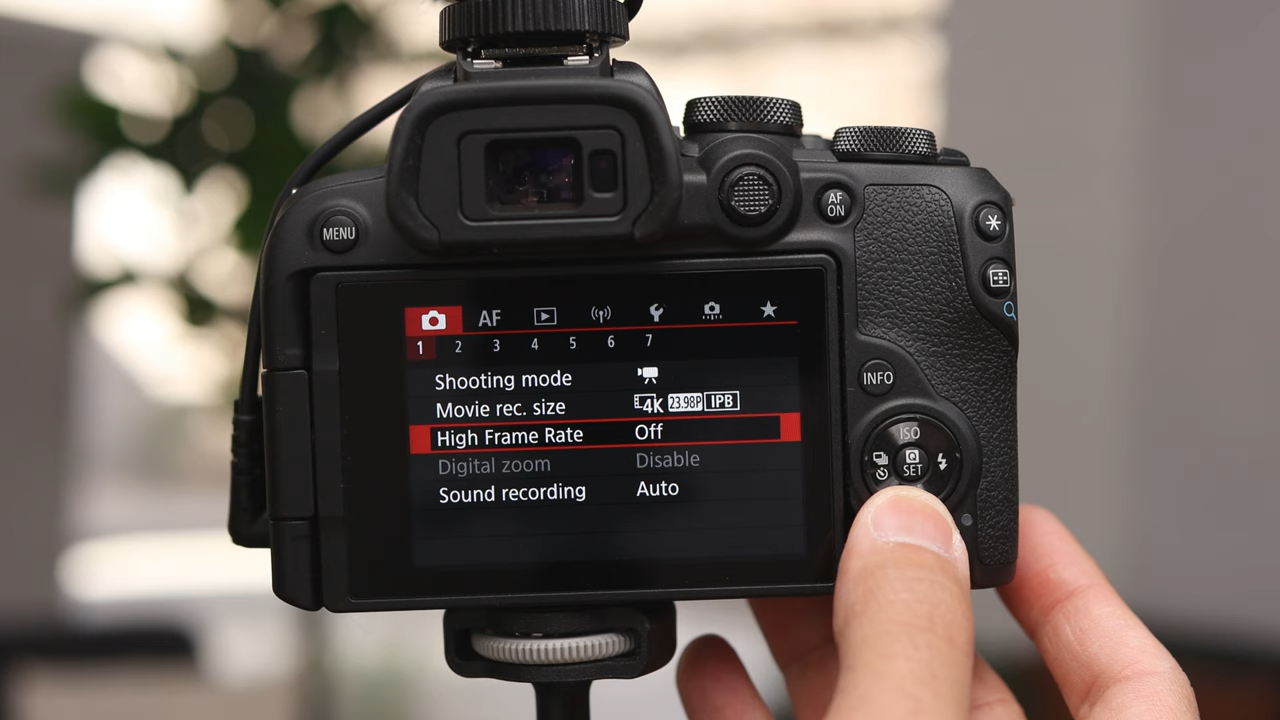 MENU
AF
ON
AF
1 2 3 4 5 6 7
Shooting mode
Movie rec. size 4K 23.98P IPB
High Frame Rate Off
Digital zoom Disable
Sound recording Auto
INFO
ISO
Q
SET